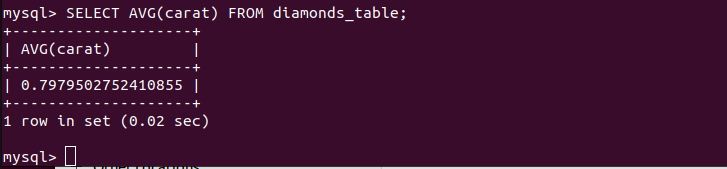 mysql> SELECT AVG(carat) FROM diamonds_table;
+--------------------+
| AVG(carat)         |
+--------------------+
| 0.7979502752410855 |
+--------------------+
1 row in set (0.02 sec)
mysql>